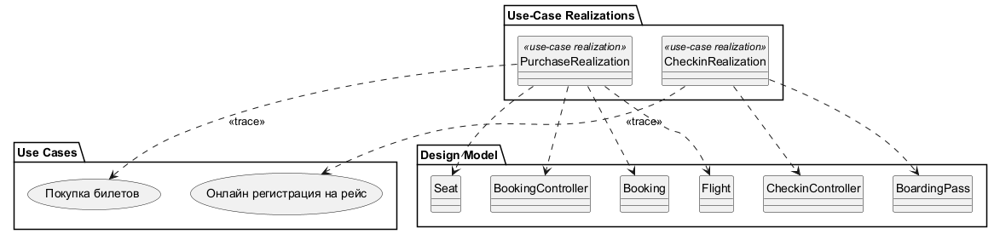 Use-Case Realizations
«use-case realization»
PurchaseRealization
«use-case realization»
CheckinRealization
«trace»
«trace»
Use Cases
Покупка билетов
Онлайн регистрация на рейс
Design Model
Seat
BookingController
Booking
Flight
CheckinController
BoardingPass